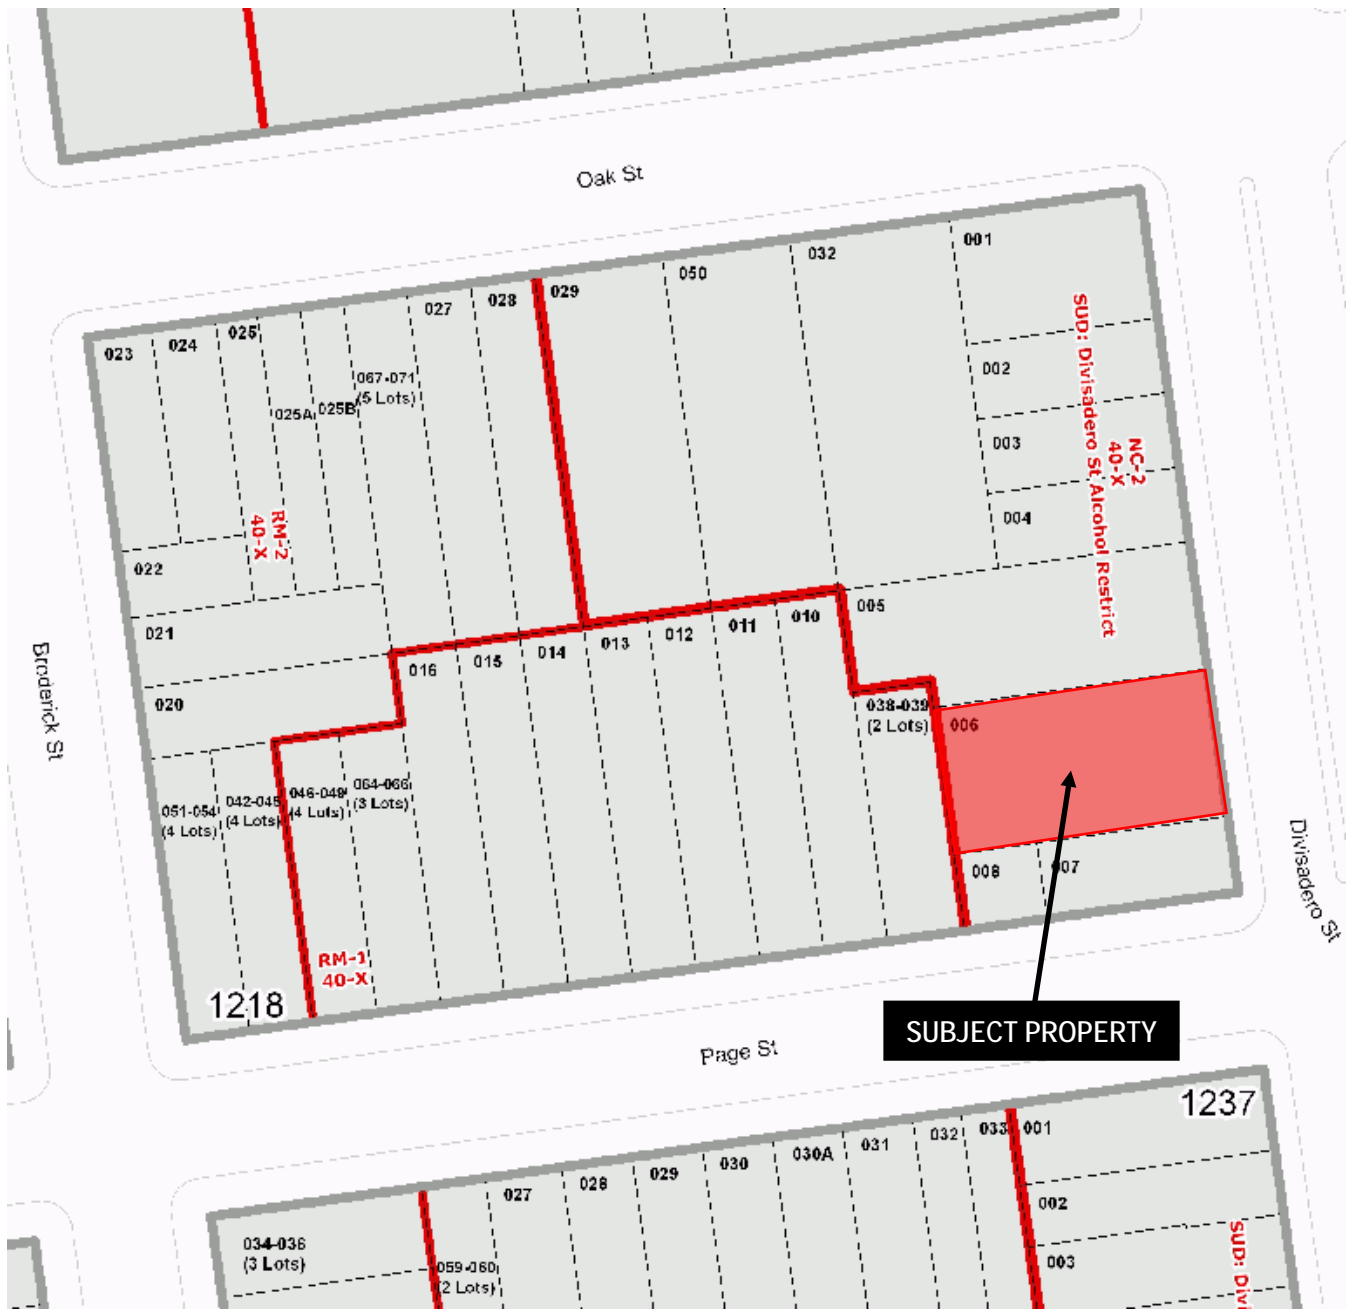 Oak St
001
032
050
029
028
027
025
024
023
067-071
(5 Lots)
025A
025B
002
003
004
SUD: Divisadero St Alcohol Restrict
NC-2
40-X
RM-2
40-X
022
021
020
005
010
011
012
013
014
015
016
038-039
(2 Lots)
006
Broderick St
046-049
(4 Lots)
064-066
(3 Lots)
051-054
(4 Lots)
(4 Lots)
008
007
Divisadero St
RM-1
40-X
1218
SUBJECT PROPERTY
Page St
1237
033
001
032
031
030A
030
029
028
027
002
003
034-036
(3 Lots)
059-060
(2 Lots)
SUD: Divi